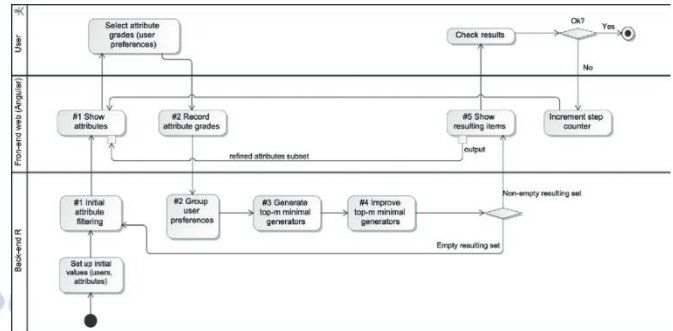 User
Select attribute
grades (user
preferences)
Check results
Ok?
Yes
No
Fron-end web (Angular)
#1 Show
attributes
#2 Record
attribute grades
#5 Show
resulting items
Increment step
counter
output
refined attributes subset
Back-end R
#1 Initial
attribute
filtering
#2 Group
user
preferences
#3 Generate
top-m minimal
generators
#4 Improve
top-m minimal
generators
Non-empty resulting set
Empty resulting set
Set up initial
values (users,
attributes)